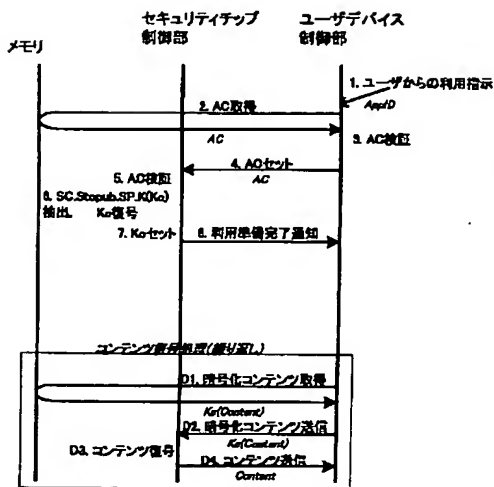 メモリ
セキュリティチップ
制御部
ユーザデバイス
制御部
1. ユーザからの利用指示
AppID
2. AC取得
AC
3. AC検証
4. ACセット
AC
5. AC検証
6. SC.Stopub.SP.K(Kc)
抽出、 Kc復号
7. Kcセット
8. 利用準備完了通知
コンテンツ復号処理(繰り返し)
D1. 暗号化コンテンツ取得
Kc(Content)
D2. 暗号化コンテンツ送信
Kc(Content)
D3. コンテンツ復号
D4. コンテンツ送信
Content